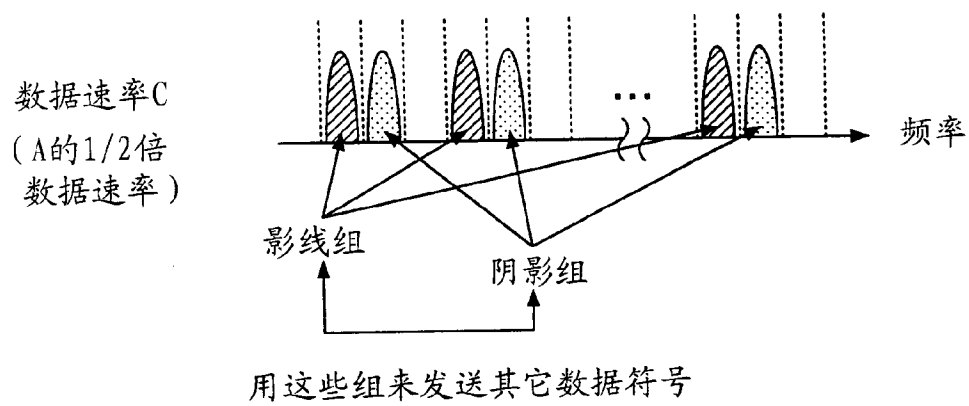 数据速率C
(A的1/2倍
数据速率)
...
频率
影线组
阴影组
用这些组来发送其它数据符号